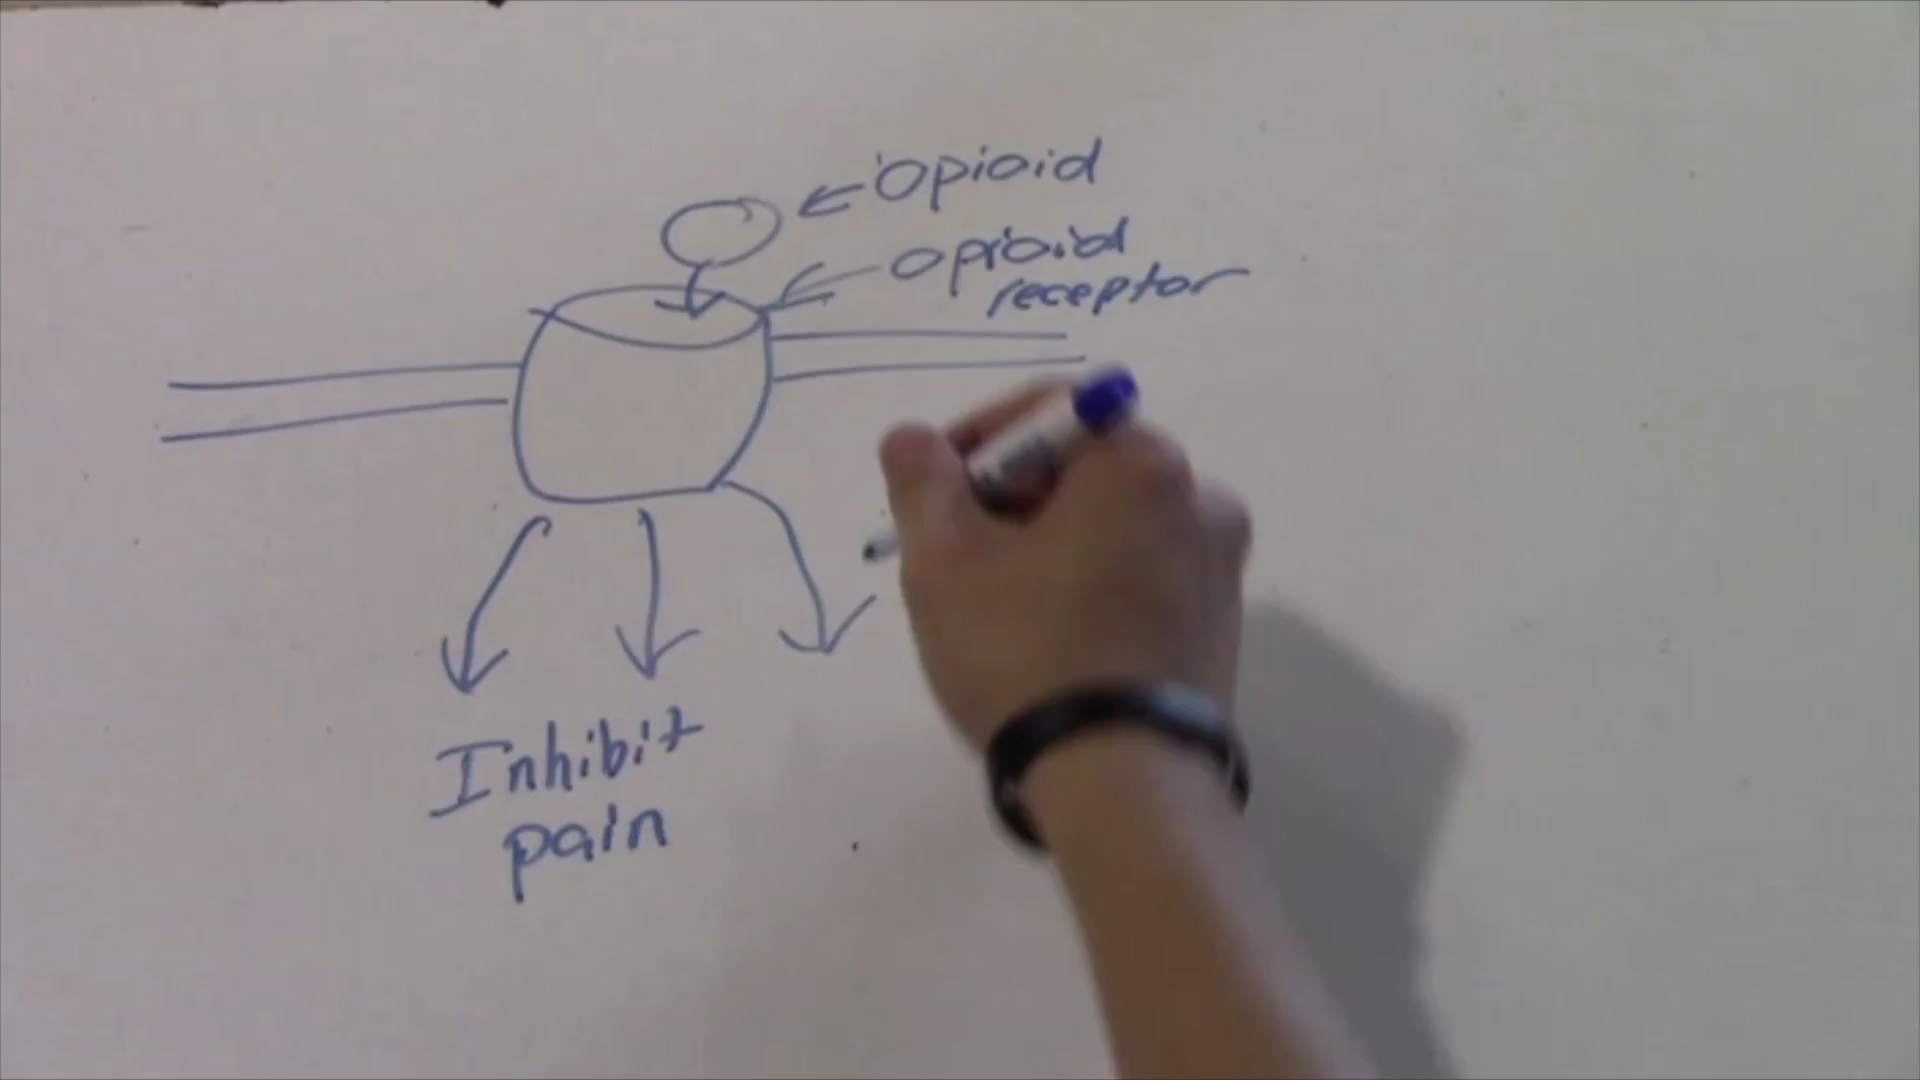 Opioid
opioid
receptor
Inhibit
pain